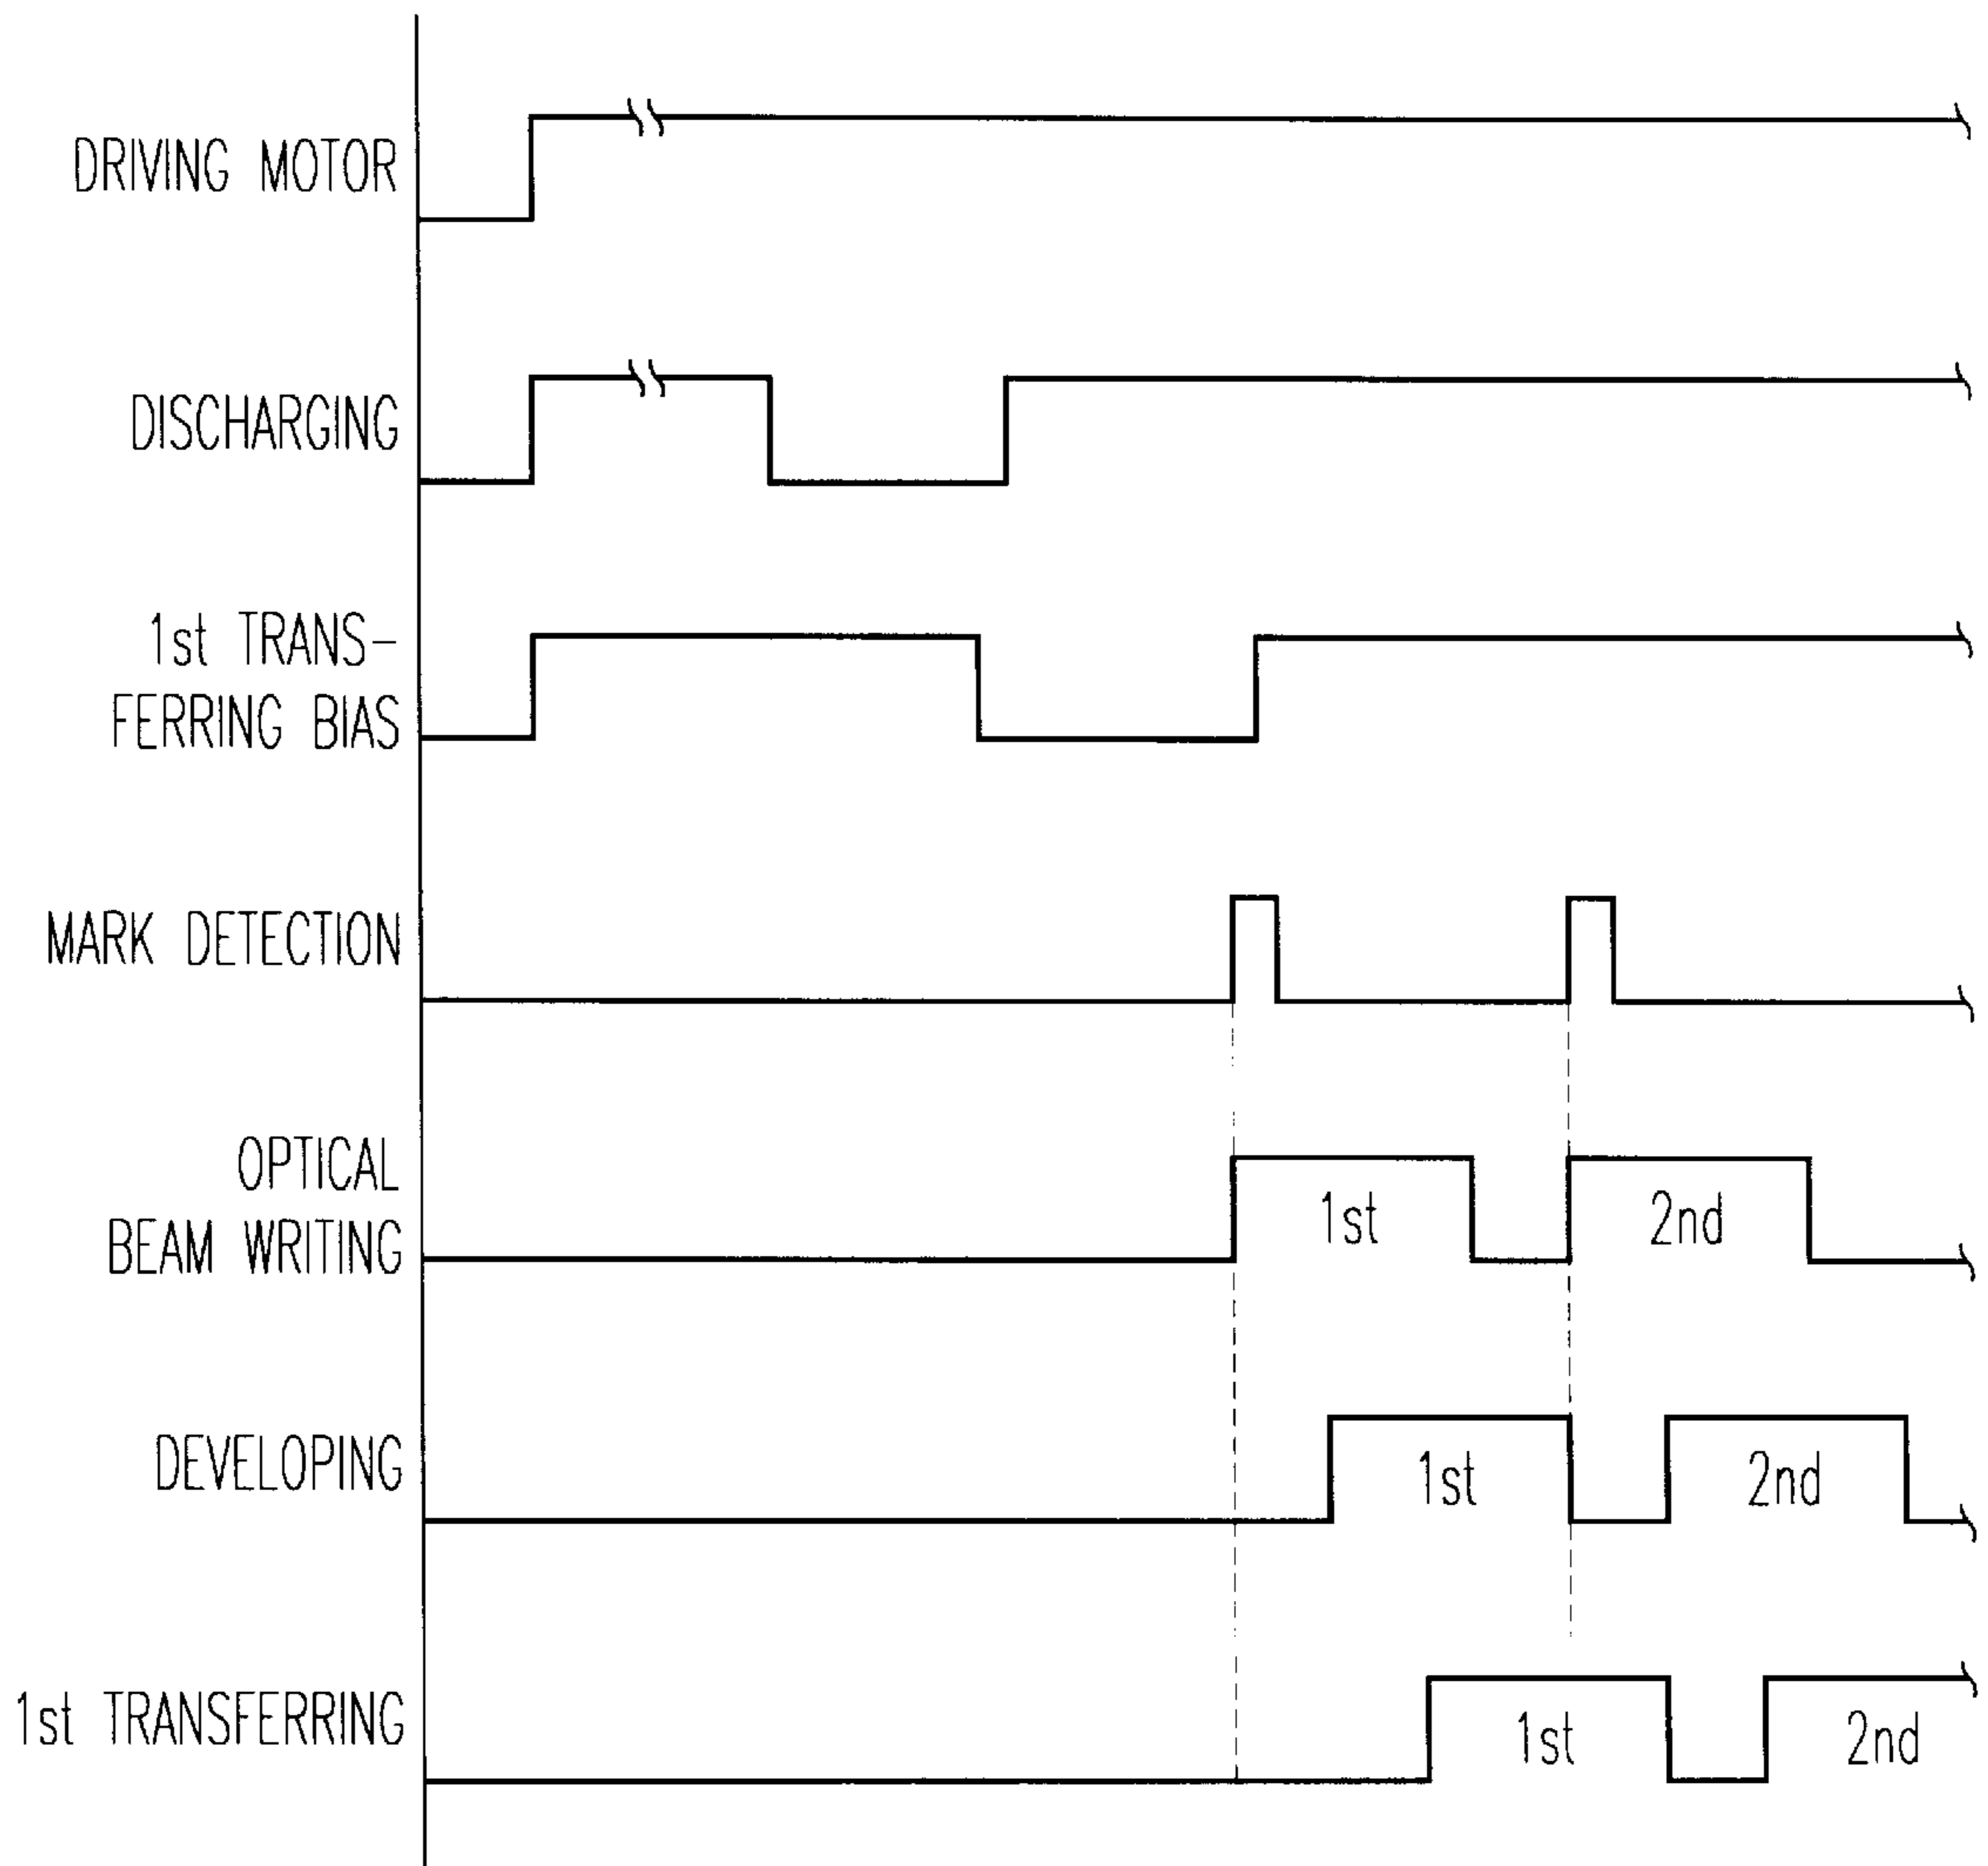 DRIVING MOTOR
DISCHARGING
1st TRANS-
FERRING BIAS
MARK DETECTION
OPTICAL
BEAM WRITING
1st 2nd
DEVELOPING
1st 2nd
1st TRANSFERRING
1st 2nd